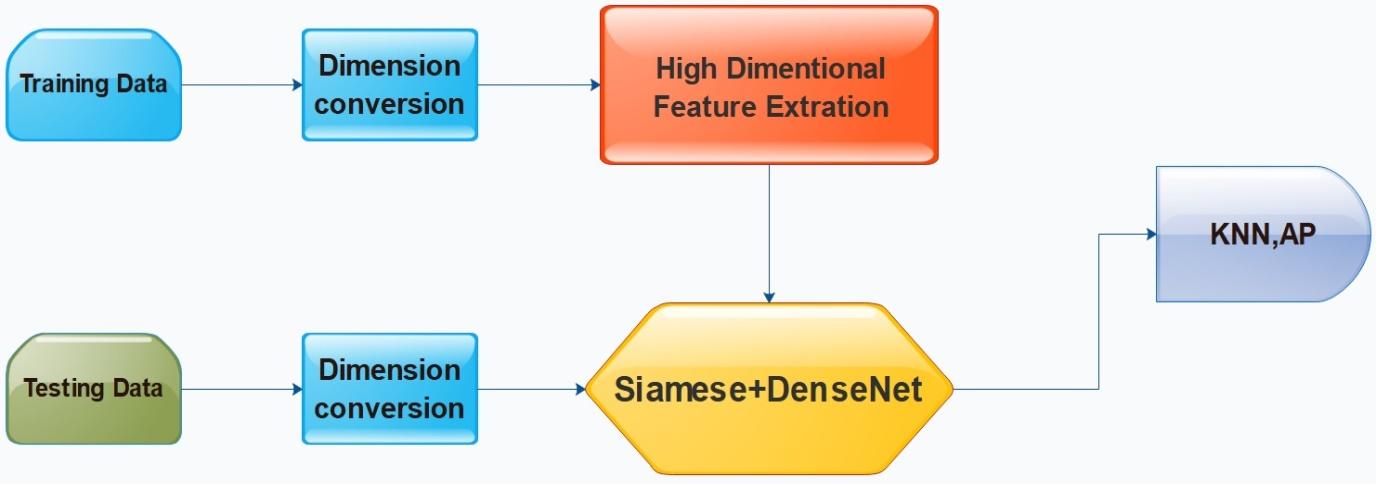 Training Data
Dimension
conversion
High Dimentional
Feature Extration
KNN,AP
Testing Data
Dimension
conversion
Siamese+DenseNet